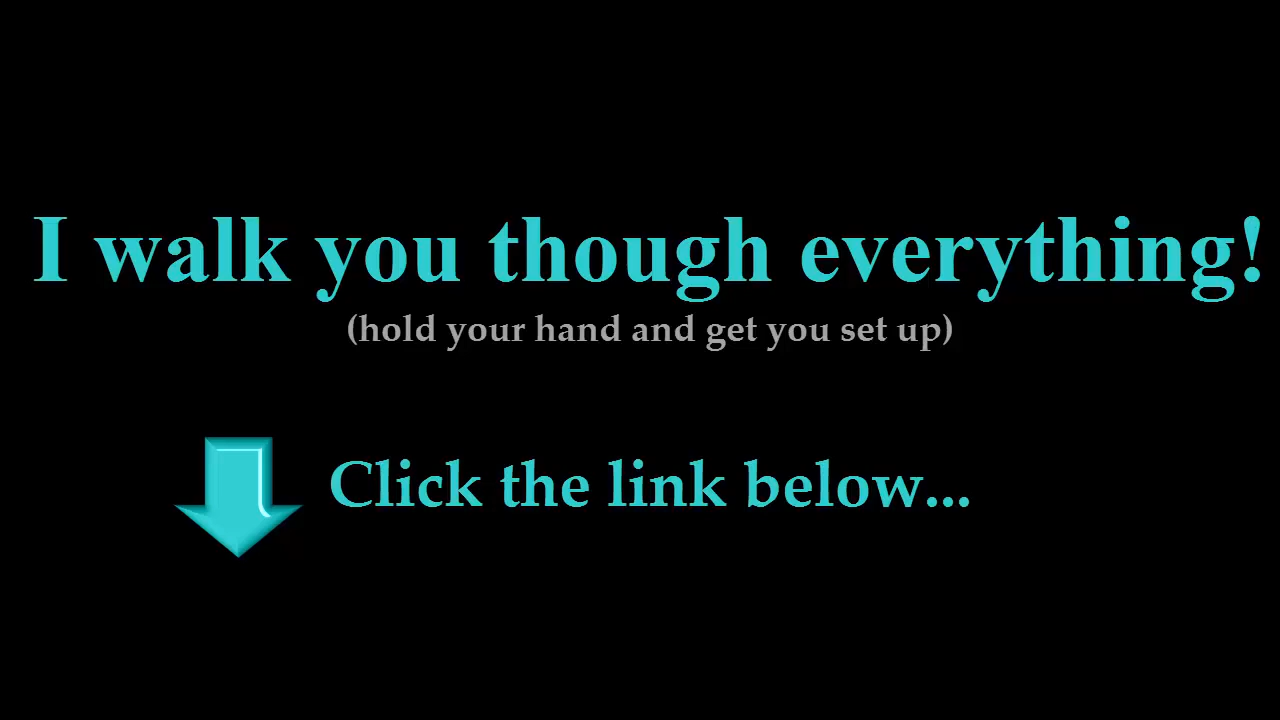 I walk you though everything!
(hold your hand and get you set up)
Click the link below...